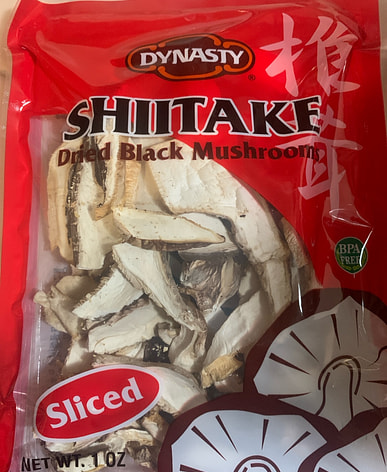 DYNASTY
®
椎茸
SHIITAKE
Dried Black Mushrooms
BPA
FREE
Sliced
NET WT. 1 OZ